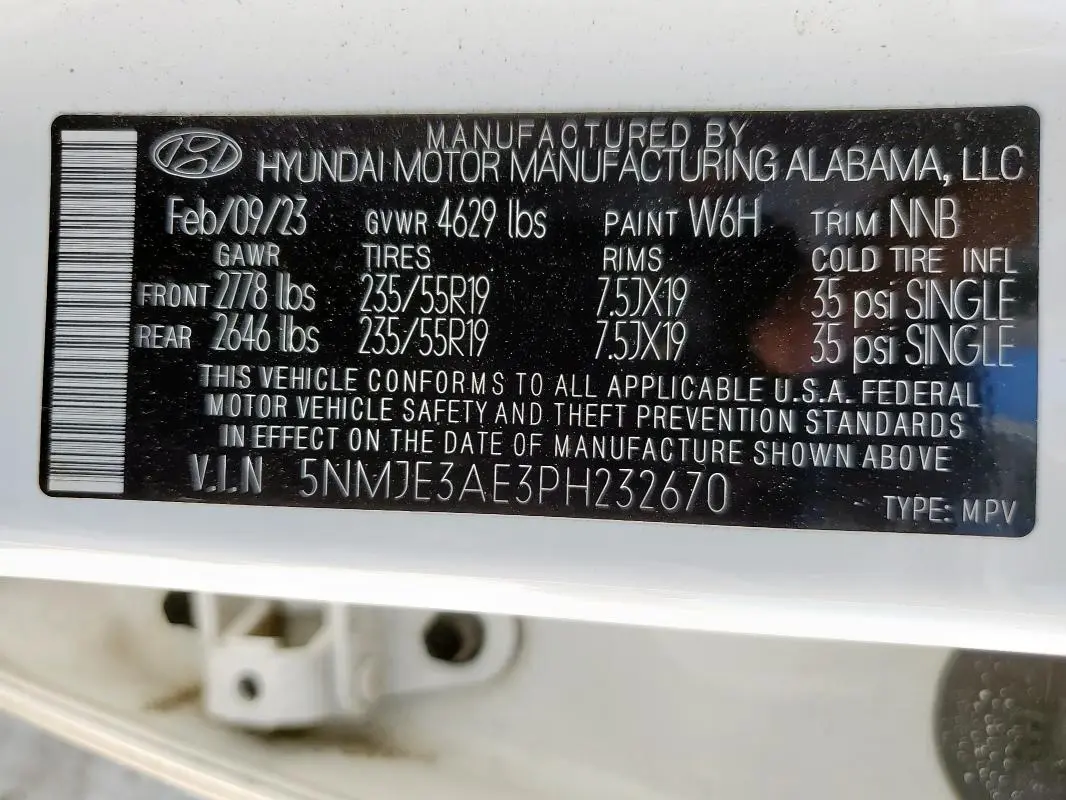 MANUFACTURED BY
HYUNDAI MOTOR MANUFACTURING ALABAMA, LLC
Feb/09/23 GVWR 4629 lbs PAINT W6H TRIM NNB
GAWR TIRES RIMS COLD TIRE INFL
FRONT 2778 lbs 235/55R19 7.5JX19 35 psi SINGLE
REAR 2646 lbs 235/55R19 7.5JX19 35 psi SINGLE
THIS VEHICLE CONFORMS TO ALL APPLICABLE U.S.A. FEDERAL
MOTOR VEHICLE SAFETY AND THEFT PREVENTION STANDARDS
IN EFFECT ON THE DATE OF MANUFACTURE SHOWN ABOVE
V.I.N 5NMJE3AE3PH232670
TYPE: MPV